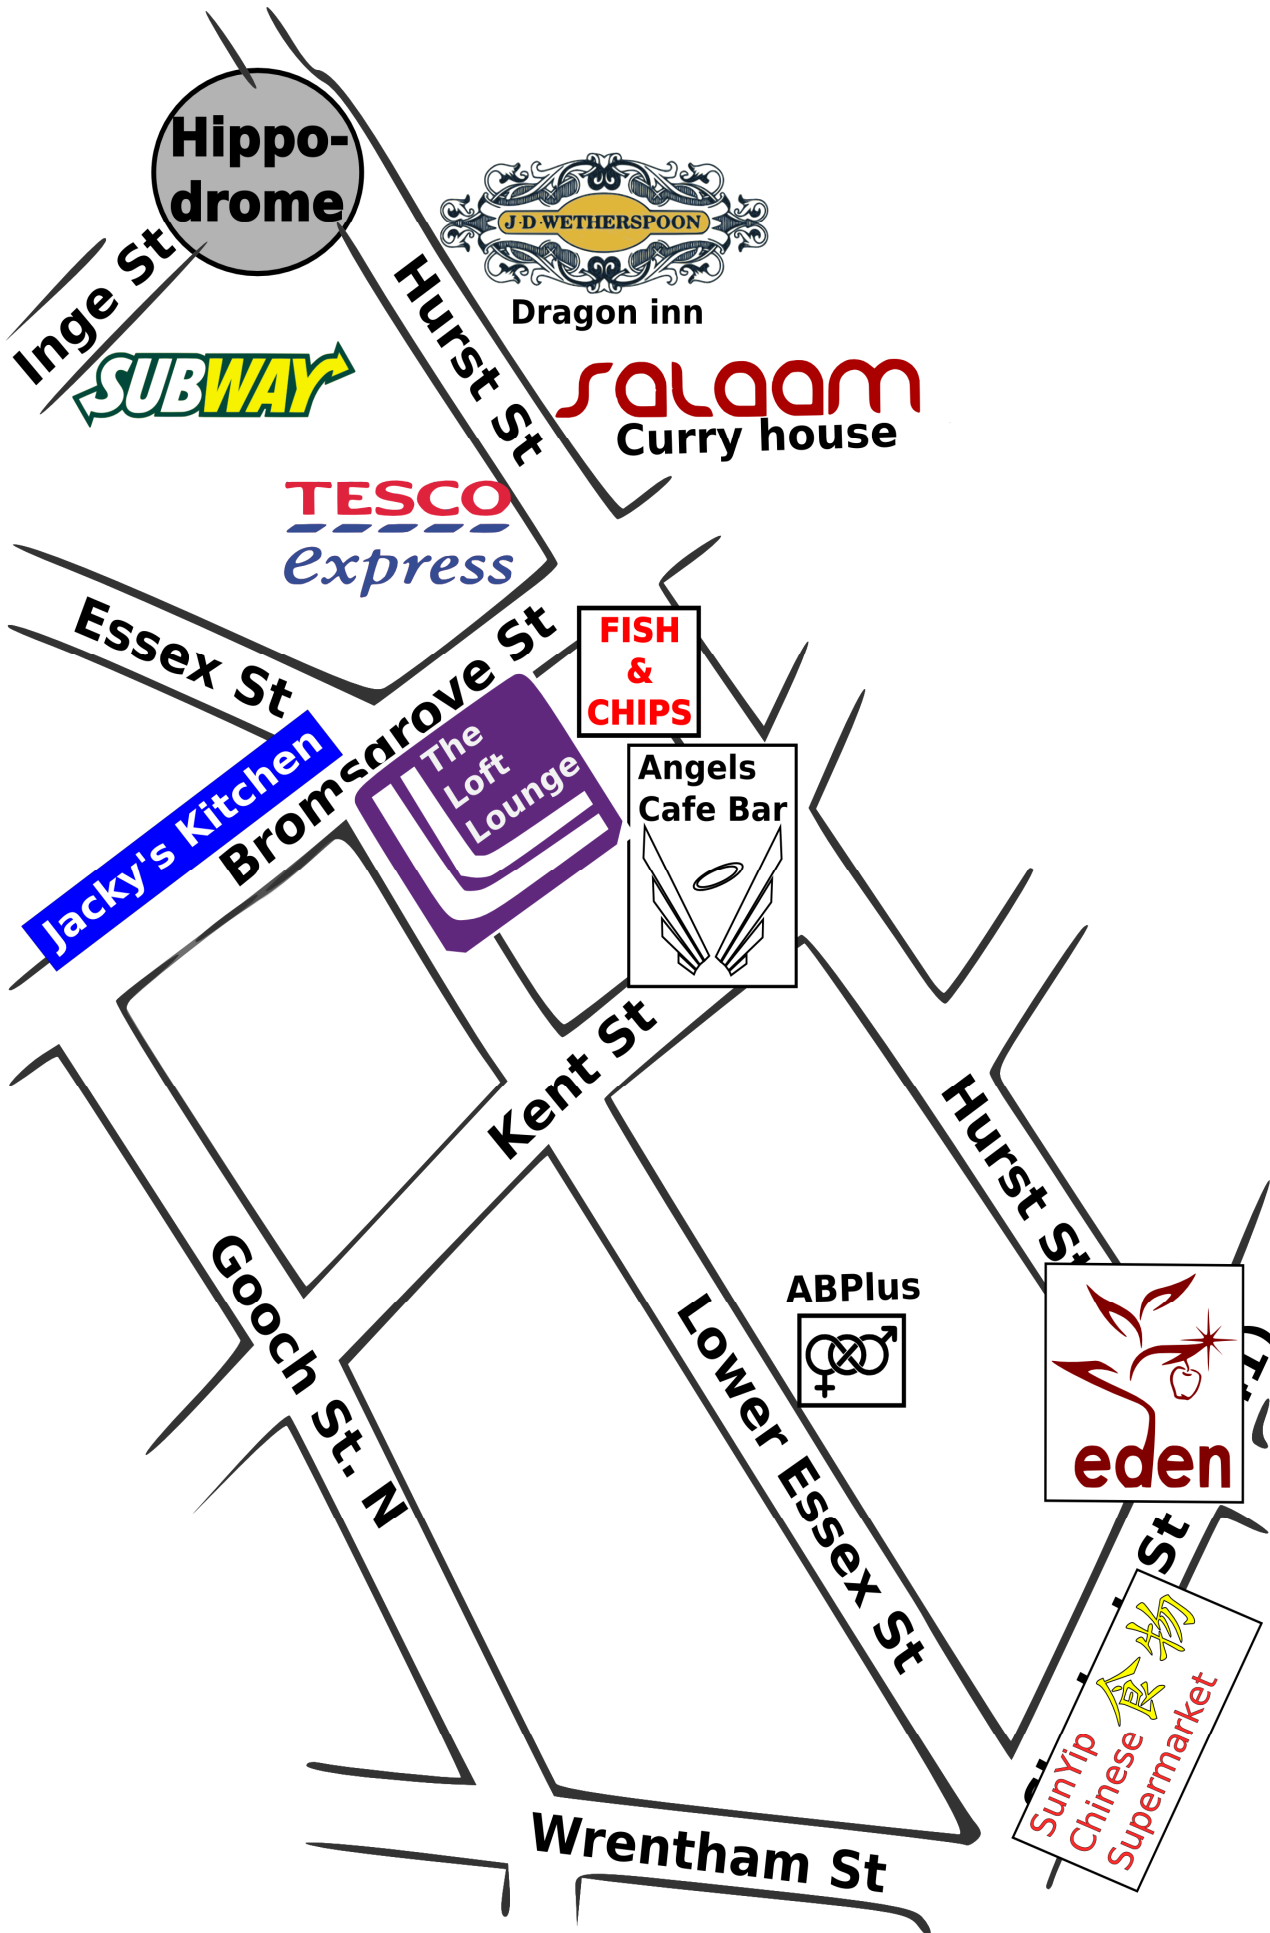 Hippo-
drome
Inge St
Hurst St
J·D·WETHERSPOON
Dragon inn
SUBWAY
salaam
Curry house
TESCO
express
Essex St
Bromsgrove St
FISH
&
CHIPS
The
Loft
Lounge
Jacky's Kitchen
Angels
Cafe Bar
Kent St
Hurst St
Gooch St. N
ABPlus
Lower Essex St
eden
St
食物
SunYip
Chinese
Supermarket
Wrentham St